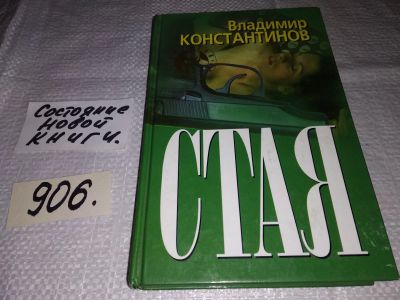 Владимир
КОНСТАНТИНОВ
СТАЯ
Состояние
Новой
книги.
906.